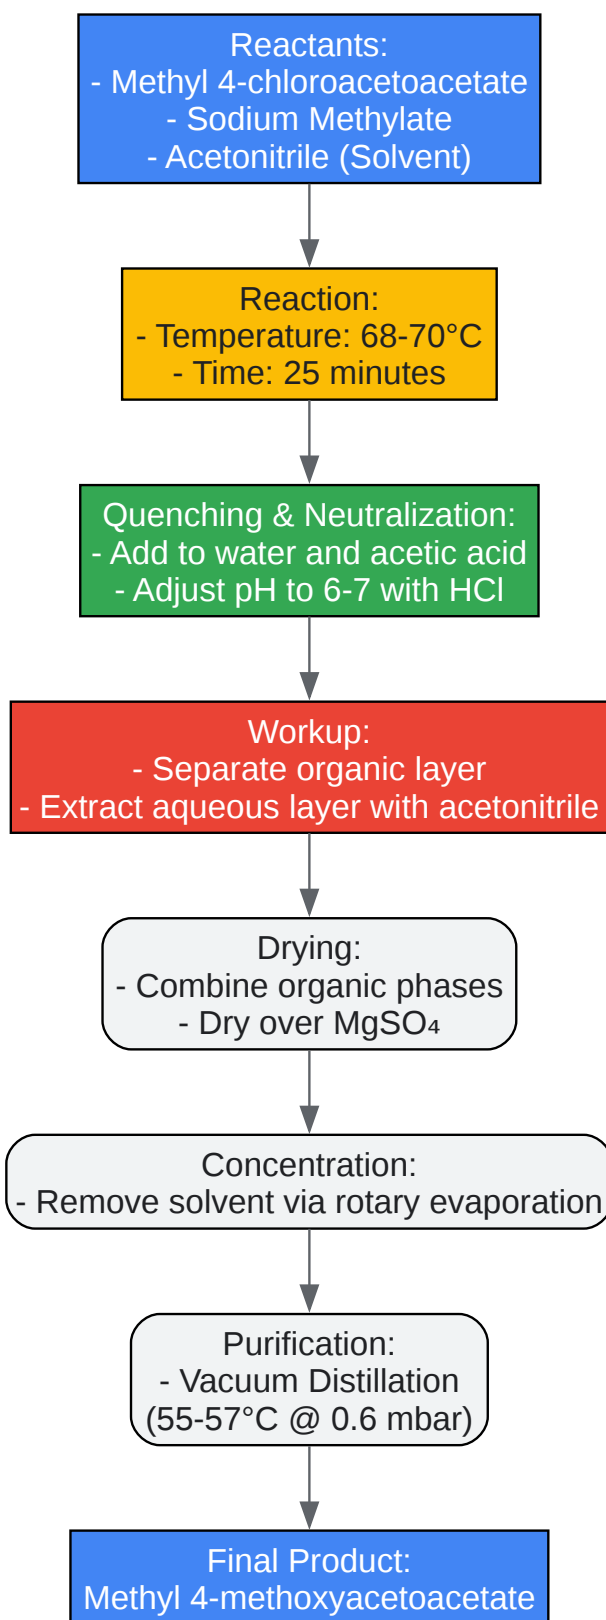 Reactants:
- Methyl 4-chloroacetoacetate
- Sodium Methylate
- Acetonitrile (Solvent)
Reaction:
- Temperature: 68-70°C
- Time: 25 minutes
Quenching & Neutralization:
- Add to water and acetic acid
- Adjust pH to 6-7 with HCl
Workup:
- Separate organic layer
- Extract aqueous layer with acetonitrile
Drying:
- Combine organic phases
- Dry over MgSO₄
Concentration:
- Remove solvent via rotary evaporation
Purification:
- Vacuum Distillation
(55-57°C @ 0.6 mbar)
Final Product:
Methyl 4-methoxyacetoacetate